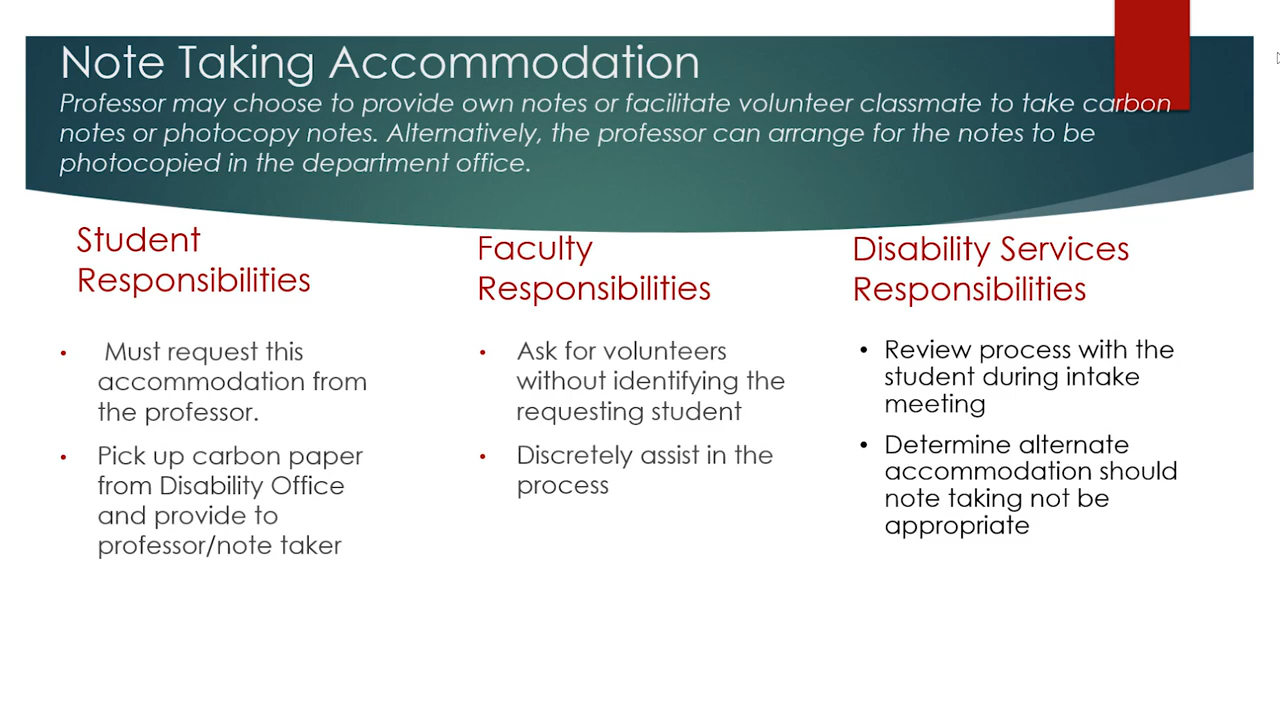 Note Taking Accommodation
Professor may choose to provide own notes or facilitate volunteer classmate to take carbon
notes or photocopy notes. Alternatively, the professor can arrange for the notes to be
photocopied in the department office.
Student
Responsibilities
• Must request this
accommodation from
the professor.
• Pick up carbon paper
from Disability Office
and provide to
professor/note taker
Faculty
Responsibilities
• Ask for volunteers
without identifying the
requesting student
• Discretely assist in the
process
Disability Services
Responsibilities
• Review process with the
student during intake
meeting
• Determine alternate
accommodation should
note taking not be
appropriate